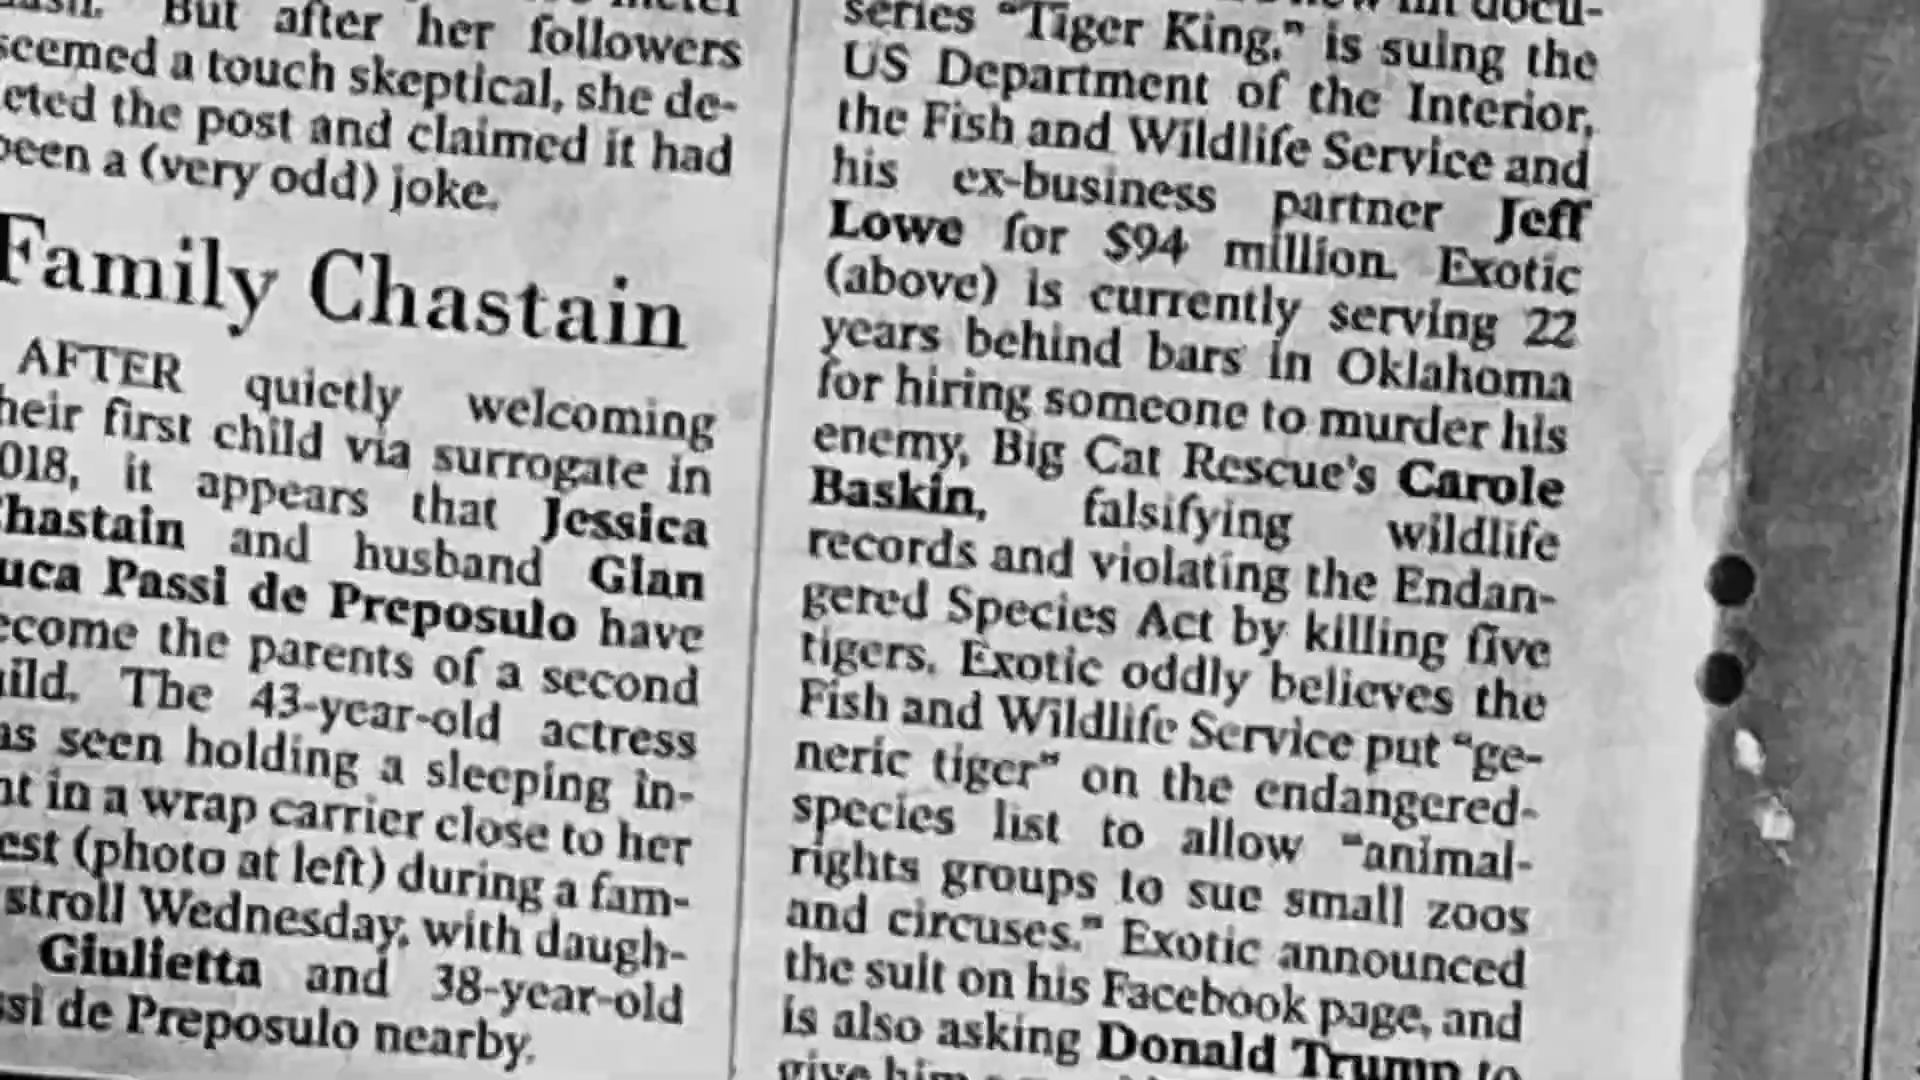 But after her followers
seemed a touch skeptical, she de-
eted the post and claimed it had
been a (very odd) joke.
Family Chastain
AFTER quietly welcoming
heir first child via surrogate in
018, it appears that Jessica
Chastain and husband Gian
uca Passi de Preposulo have
ecome the parents of a second
ild. The 43-year-old actress
as seen holding a sleeping in-
nt in a wrap carrier close to her
est (photo at left) during a fam-
stroll Wednesday, with daugh-
Giulietta and 38-year-old
ssi de Preposulo nearby.
docu-
series "Tiger King," is suing the
US Department of the Interior,
the Fish and Wildlife Service and
his ex-business partner Jeff
Lowe for $94 million. Exotic
(above) is currently serving 22
years behind bars in Oklahoma
for hiring someone to murder his
enemy, Big Cat Rescue's Carole
Baskin, falsifying wildlife
records and violating the Endan-
gered Species Act by killing five
tigers. Exotic oddly believes the
Fish and Wildlife Service put "ge-
neric tiger" on the endangered-
species list to allow "animal-
rights groups to sue small zoos
and circuses." Exotic announced
the suit on his Facebook page, and
is also asking Donald Trump to
give him